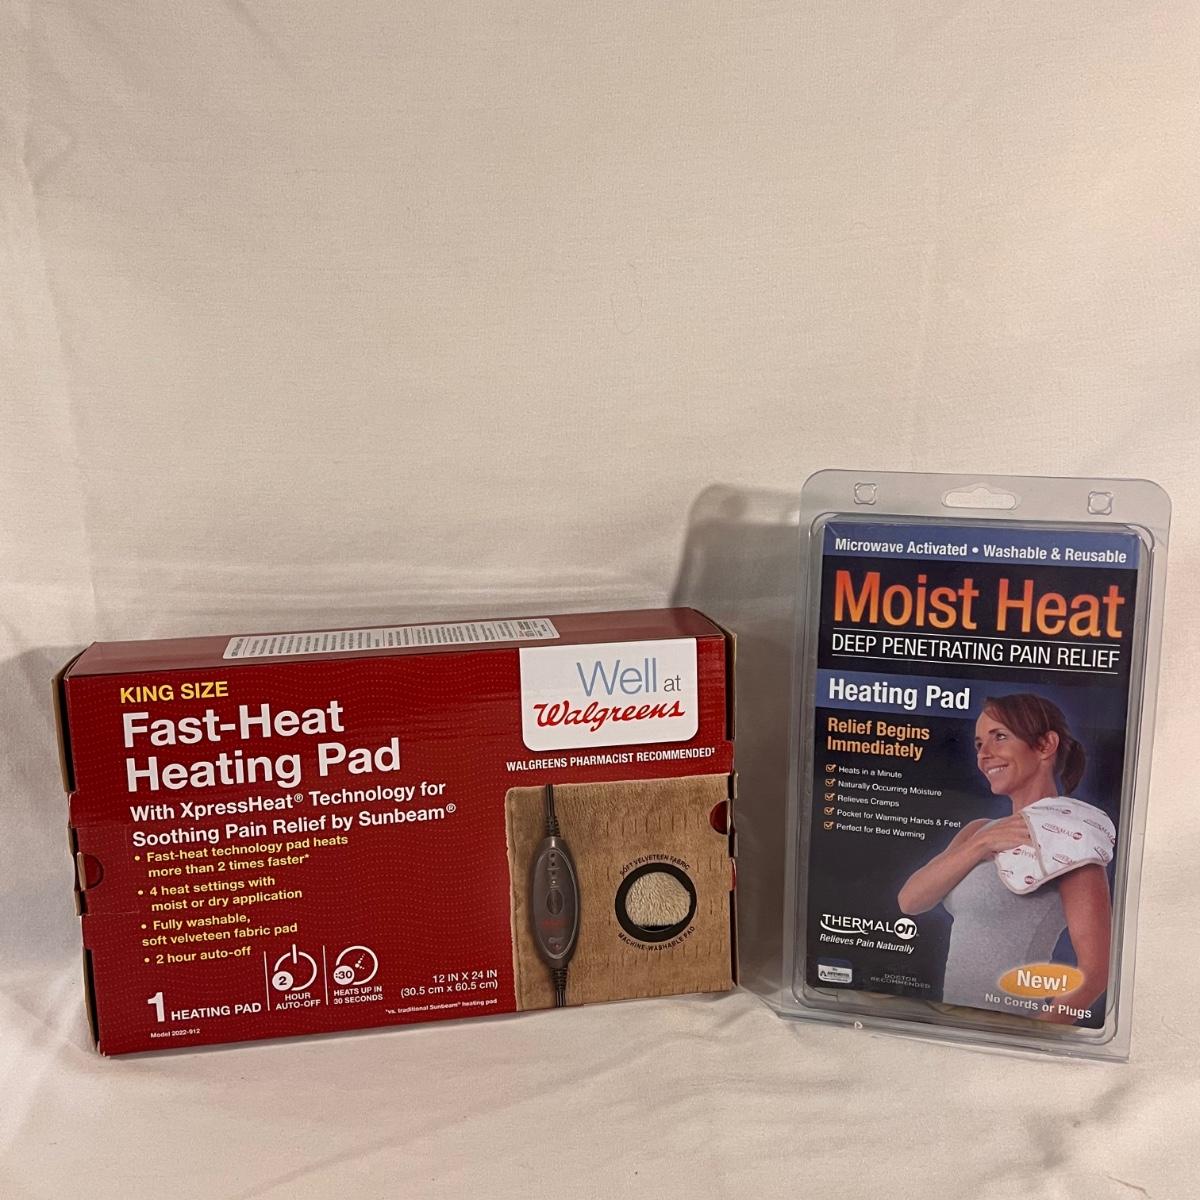 KING SIZE
Fast-Heat
Heating Pad
With XpressHeat® Technology for
Soothing Pain Relief by Sunbeam®
• Fast-heat technology pad heats
more than 2 times faster*
• 4 heat settings with
moist or dry application
• Fully washable,
soft velveteen fabric pad
• 2 hour auto-off
1 HEATING PAD
2
HOUR
AUTO-OFF
:30
HEATS UP IN
30 SECONDS
12 IN X 24 IN
(30.5 cm x 60.5 cm)
*vs. traditional Sunbeam® heating pad
Model 2022-912
Well at
Walgreens
WALGREENS PHARMACIST RECOMMENDED‡
SOFT VELVETEEN FABRIC
MACHINE-WASHABLE PAD
Microwave Activated • Washable & Reusable
Moist Heat
DEEP PENETRATING PAIN RELIEF
Heating Pad
Relief Begins
Immediately
Heats in a Minute
Naturally Occurring Moisture
Relieves Cramps
Pocket for Warming Hands & Feet
Perfect for Bed Warming
THERMALON
THERMALON
Relieves Pain Naturally
DOCTOR
RECOMMENDED
New!
No Cords or Plugs